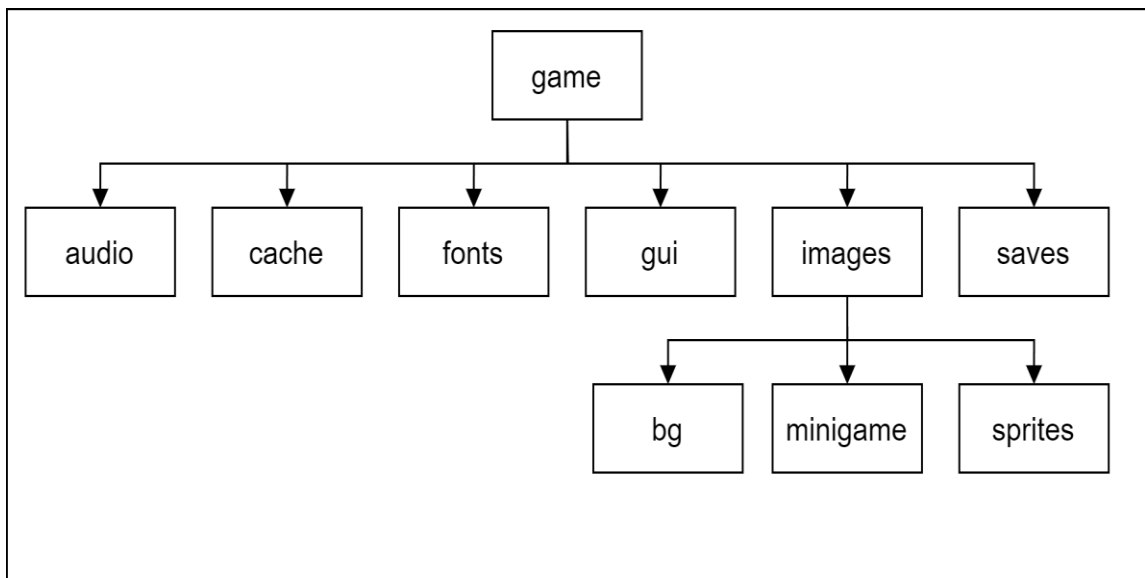 game
audio
cache
fonts
gui
images
saves
bg
minigame
sprites